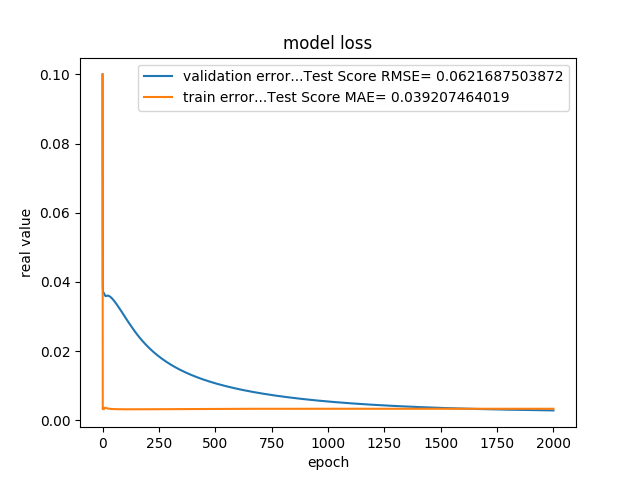 model loss
validation error...Test Score RMSE= 0.0621687503872
train error...Test Score MAE= 0.039207464019
real value
0.10
0.08
0.06
0.04
0.02
0.00
0 250 500 750 1000 1250 1500 1750 2000
epoch